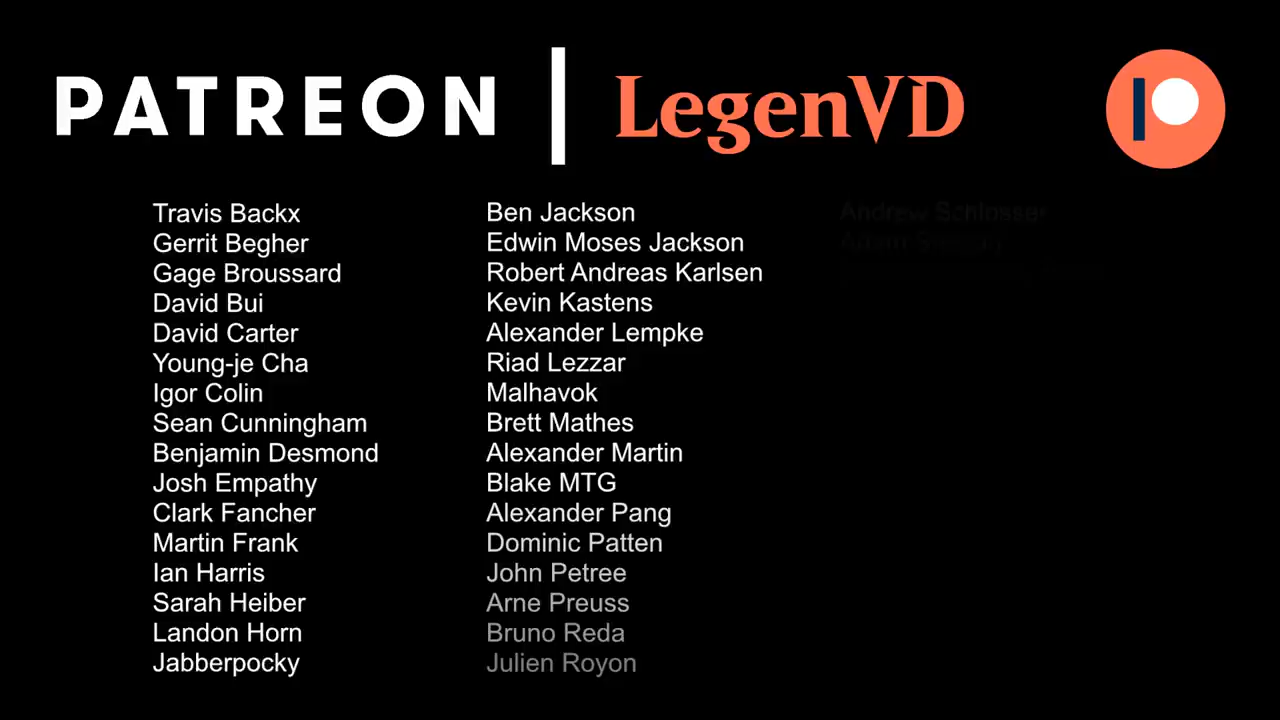 PATREON | LegenVD
Travis Backx
Gerrit Begher
Gage Broussard
David Bui
David Carter
Young-je Cha
Igor Colin
Sean Cunningham
Benjamin Desmond
Josh Empathy
Clark Fancher
Martin Frank
Ian Harris
Sarah Heiber
Landon Horn
Jabberpocky
Ben Jackson
Edwin Moses Jackson
Robert Andreas Karlsen
Kevin Kastens
Alexander Lempke
Riad Lezzar
Malhavok
Brett Mathes
Alexander Martin
Blake MTG
Alexander Pang
Dominic Patten
John Petree
Arne Preuss
Bruno Reda
Julien Royon
Andrew Schlosser
Adam